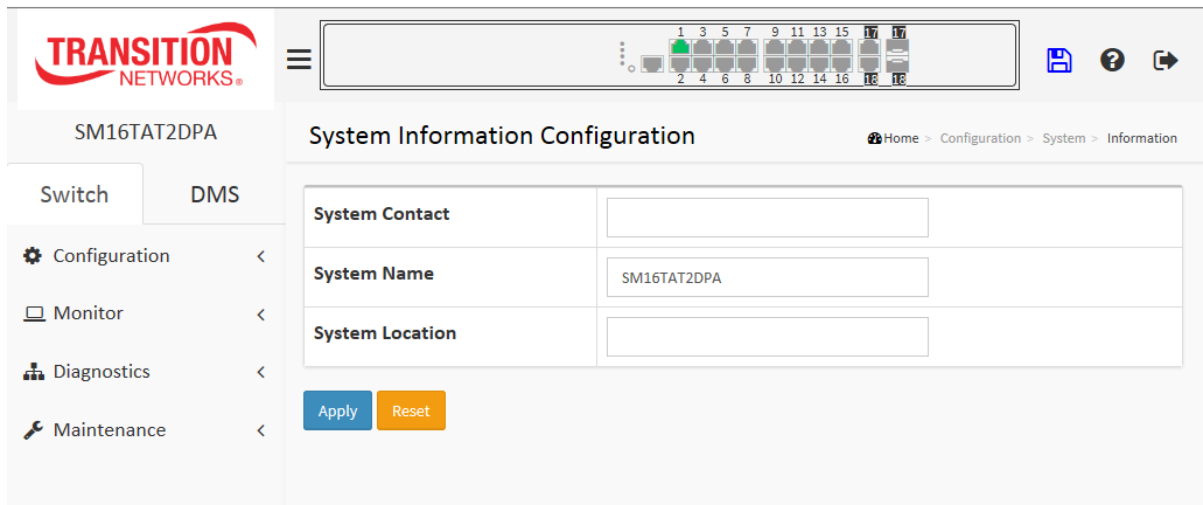 TRANSITION
NETWORKS®
1 3 5 7 9 11 13 15 17 17
2 4 6 8 10 12 14 16 18 18
SM16TAT2DPA
System Information Configuration
Home > Configuration > System > Information
Switch
DMS
System Contact
Configuration <
System Name
SM16TAT2DPA
Monitor <
System Location
Diagnostics <
Apply
Reset
Maintenance <